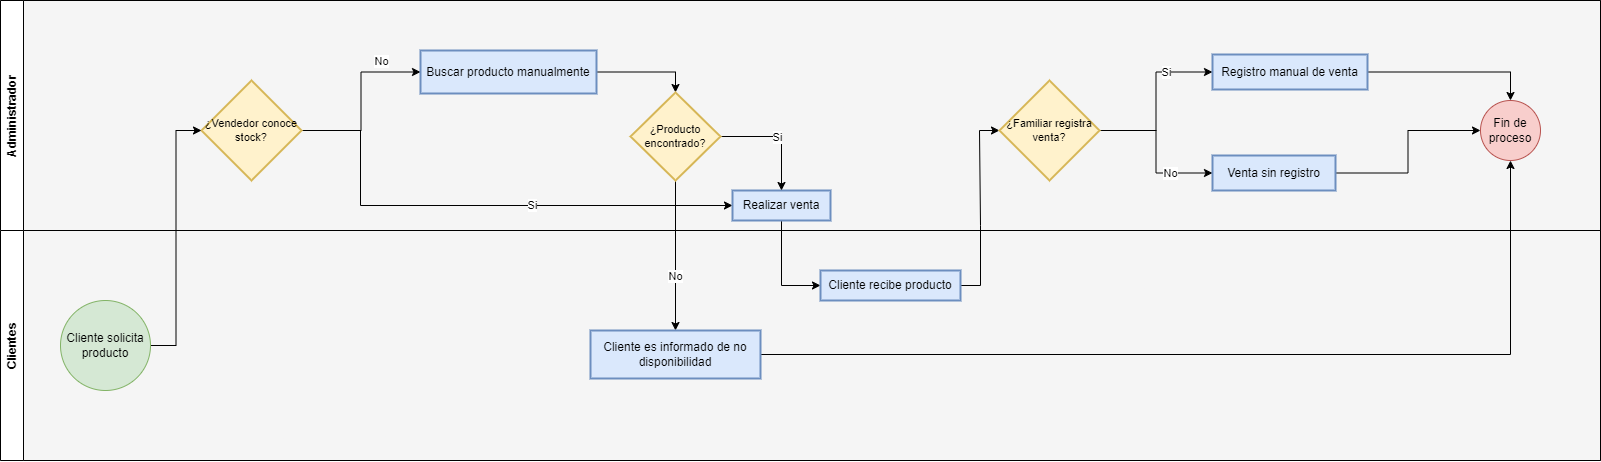 Administrador
Clientes
Cliente solicita
producto
¿Vendedor conoce
stock?
No
Buscar producto manualmente
¿Producto
encontrado?
Si
Si
Realizar venta
No
Cliente es informado de no
disponibilidad
Cliente recibe producto
¿Familiar registra
venta?
Si
Registro manual de venta
No
Venta sin registro
Fin de
proceso